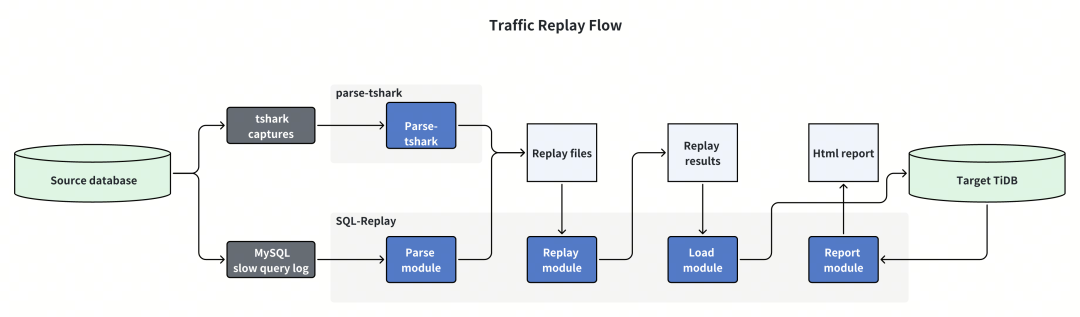 Traffic Replay Flow
parse-tshark
tshark
captures
Parse-
tshark
Replay files
Replay
results
Html report
Source database
Target TiDB
SQL-Replay
MySQL
slow query log
Parse
module
Replay
module
Load
module
Report
module